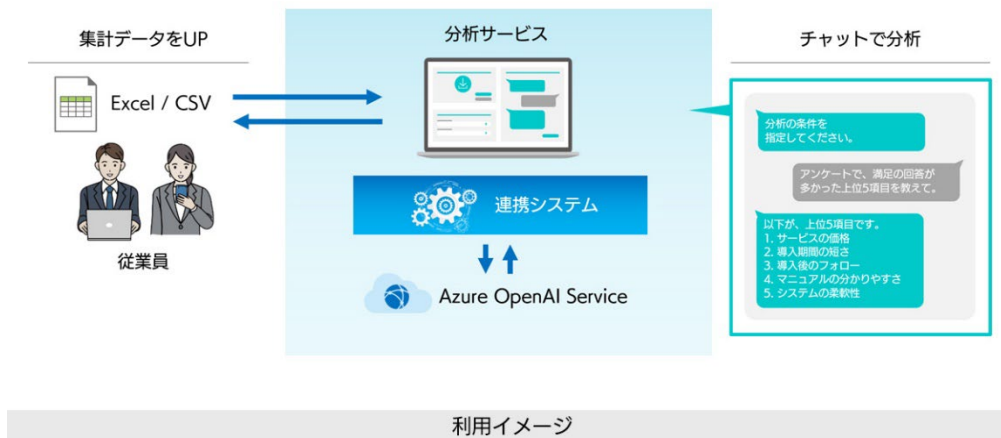 集計データをUP
Excel / CSV
従業員
分析サービス
連携システム
Azure OpenAI Service
チャットで分析
分析の条件を
指定してください。
アンケートで、満足の回答が
多かった上位5項目を教えて。
以下が、上位5項目です。
1. サービスの価格
2. 導入期間の短さ
3. 導入後のフォロー
4. マニュアルの分かりやすさ
5. システムの柔軟性
利用イメージ